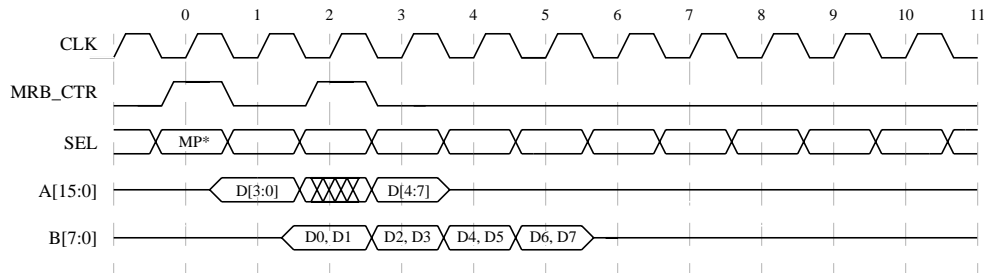 0 1 2 3 4 5 6 7 8 9 10 11
CLK
MRB_CTR
SEL MP*
A[15:0] D[3:0] D[4:7]
B[7:0] D0, D1 D2, D3 D4, D5 D6, D7